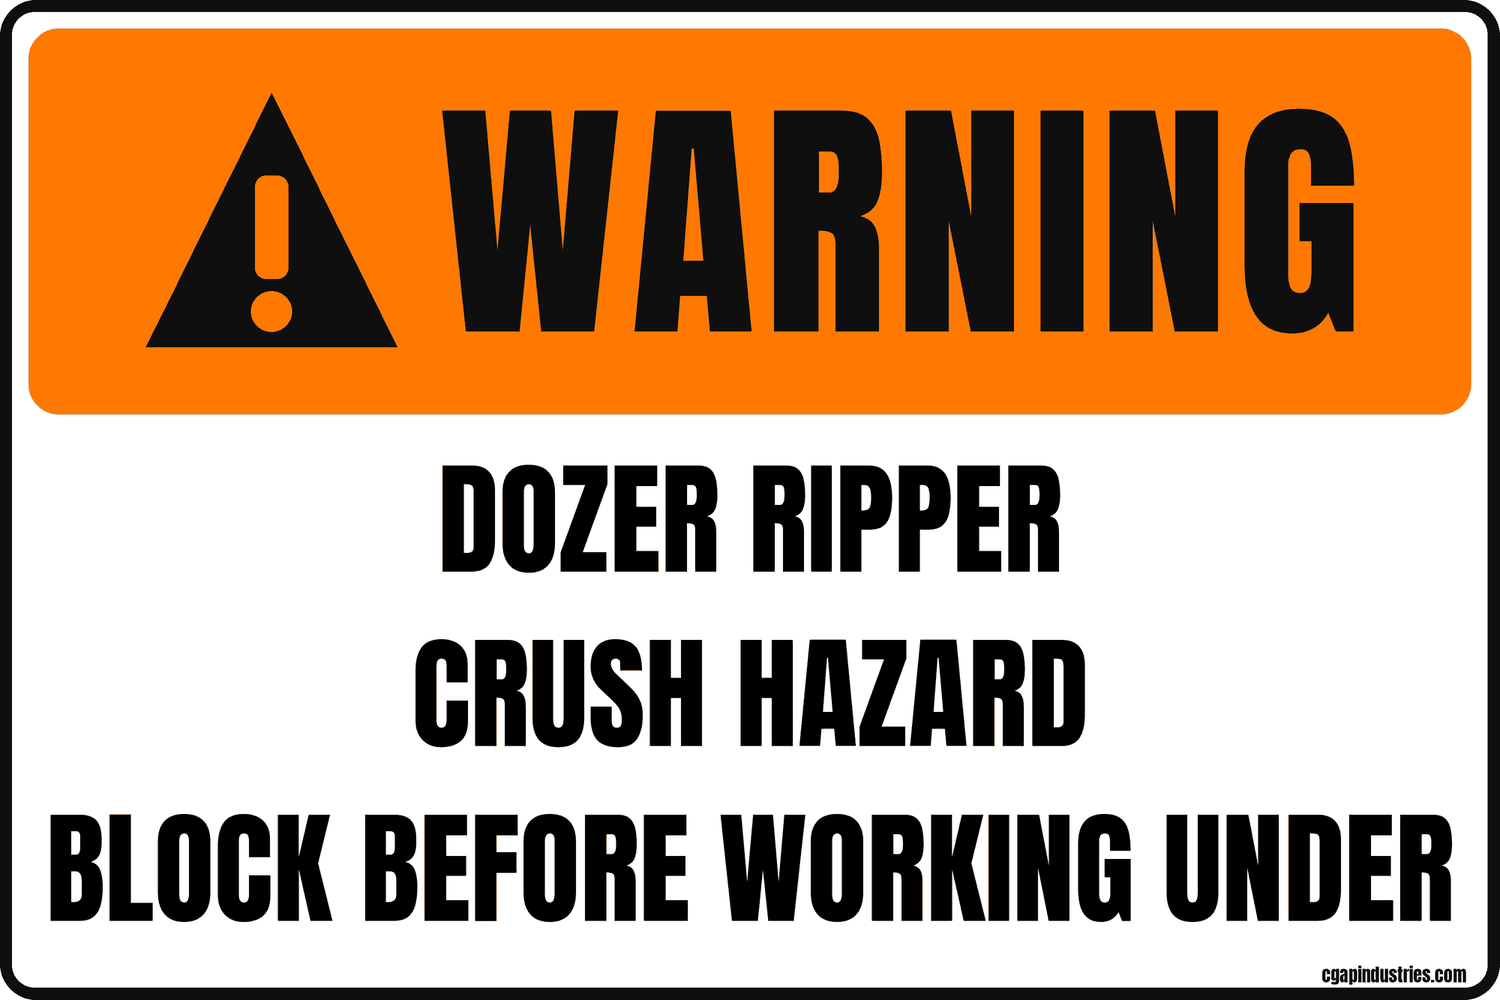 WARNING
DOZER RIPPER
CRUSH HAZARD
BLOCK BEFORE WORKING UNDER
cgapindustries.com